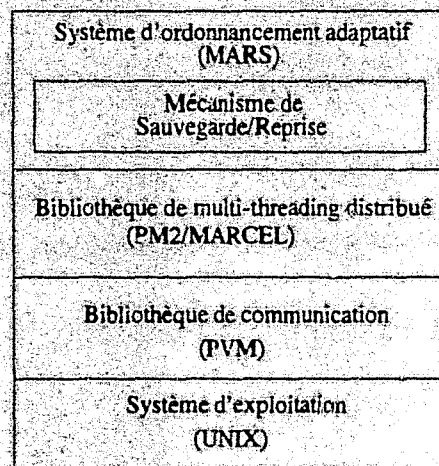 Système d'ordonnancement adaptatif
(MARS)
Mécanisme de
Sauvegarde/Reprise
Bibliothèque de multi-threading distribué
(PM2/MARCEL)
Bibliothèque de communication
(PVM)
Système d'exploitation
(UNIX)